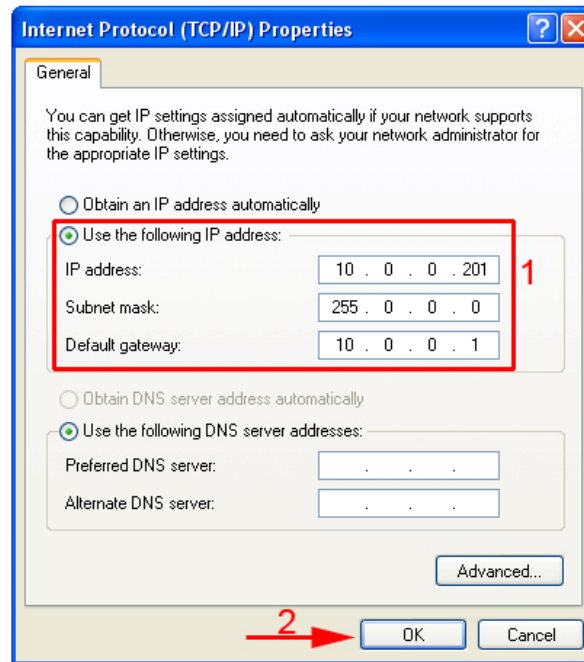 Internet Protocol (TCP/IP) Properties
General
You can get IP settings assigned automatically if your network supports
this capability. Otherwise, you need to ask your network administrator for
the appropriate IP settings.
Obtain an IP address automatically
Use the following IP address:
IP address: 10 . 0 . 0 . 201
1
Subnet mask: 255 . 0 . 0 . 0
Default gateway: 10 . 0 . 0 . 1
Obtain DNS server address automatically
Use the following DNS server addresses:
Preferred DNS server: . . .
Alternate DNS server: . . .
Advanced...
2
OK Cancel